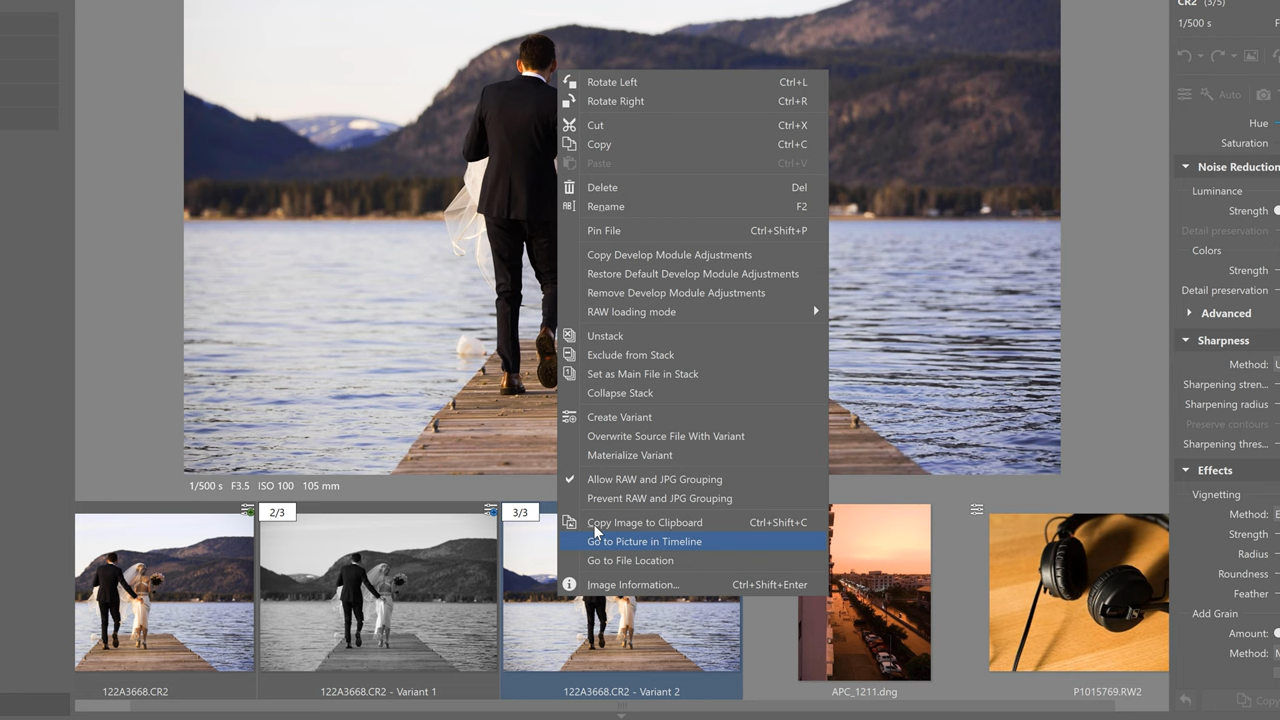 CR2 (3/5)
1/500 s
Auto
Hue
Saturation
Noise Reduction
Luminance
Strength
Detail preservation
Colors
Strength
Detail preservation
Advanced
Sharpness
Method:
Sharpening stren...
Sharpening radius
Preserve contours
Sharpening thres...
Effects
Vignetting
Method:
Strength
Radius
Roundness
Feather
Add Grain
Amount:
Method:
Copy
Rotate Left Ctrl+L
Rotate Right Ctrl+R
Cut Ctrl+X
Copy Ctrl+C
Paste Ctrl+V
Delete Del
Rename F2
Pin File Ctrl+Shift+P
Copy Develop Module Adjustments
Restore Default Develop Module Adjustments
Remove Develop Module Adjustments
RAW loading mode
Unstack
Exclude from Stack
Set as Main File in Stack
Collapse Stack
Create Variant
Overwrite Source File With Variant
Materialize Variant
Allow RAW and JPG Grouping
Prevent RAW and JPG Grouping
Copy Image to Clipboard Ctrl+Shift+C
Go to Picture in Timeline
Go to File Location
Image Information... Ctrl+Shift+Enter
1/500 s F3.5 ISO 100 105 mm
2/3
3/3
122A3668.CR2
122A3668.CR2 - Variant 1
122A3668.CR2 - Variant 2
APC_1211.dng
P1015769.RW2